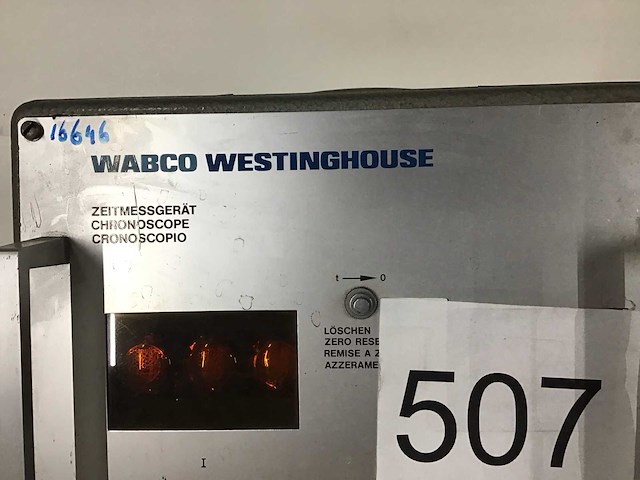 16646
WABCO WESTINGHOUSE
ZEITMESSGERÄT
CHRONOSCOPE
CRONOSCOPIO
t → 0
LÖSCHEN
ZERO RESE
REMISE A Z
AZZERAME
507
I